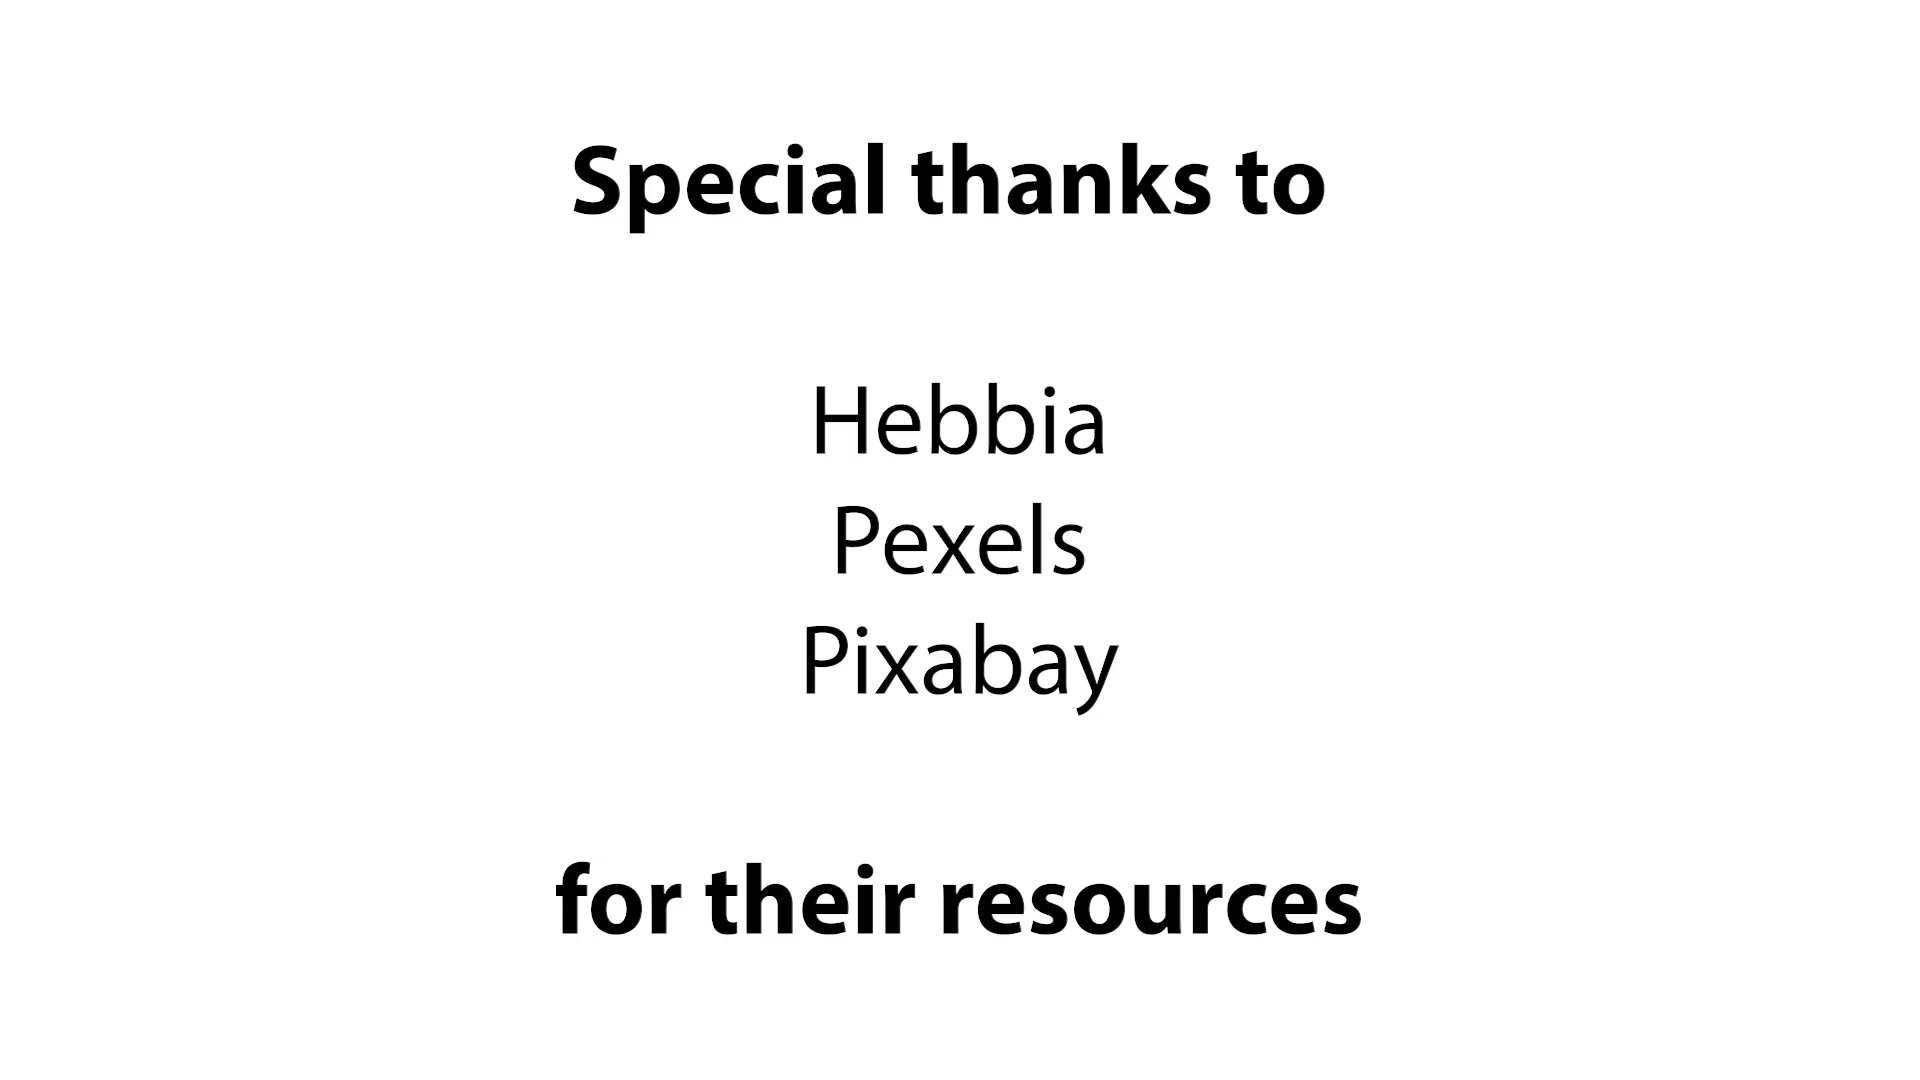 Special thanks to
Hebbia
Pexels
Pixabay
for their resources